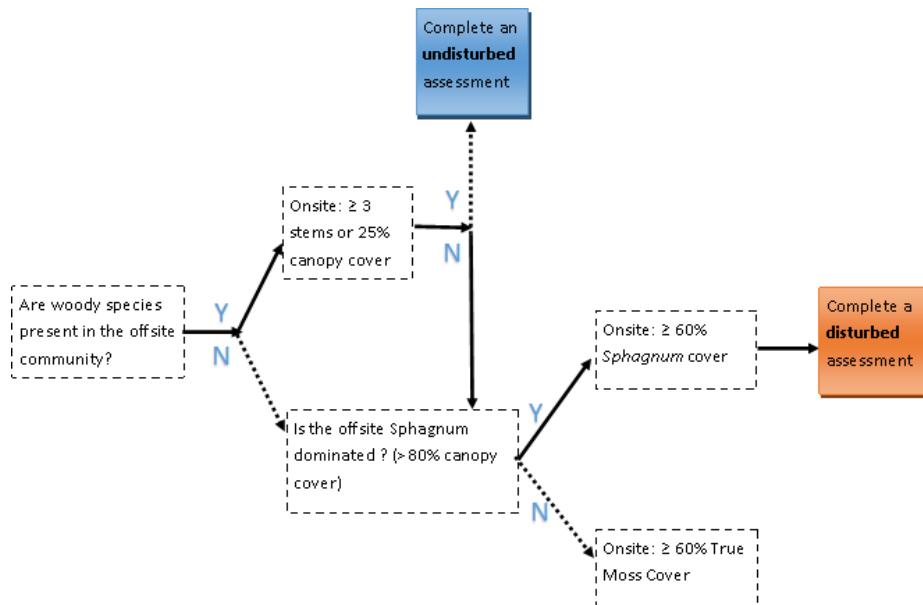 Complete an
undisturbed
assessment
Y
N
Onsite: ≥ 3
stems or 25%
canopy cover
Are woody species
present in the offsite
community?
Y
N
Onsite: ≥ 60%
Sphagnum cover
Complete a
disturbed
assessment
Is the offsite Sphagnum
dominated ? (>80% canopy
cover)
Y
N
Onsite: ≥ 60% True
Moss Cover